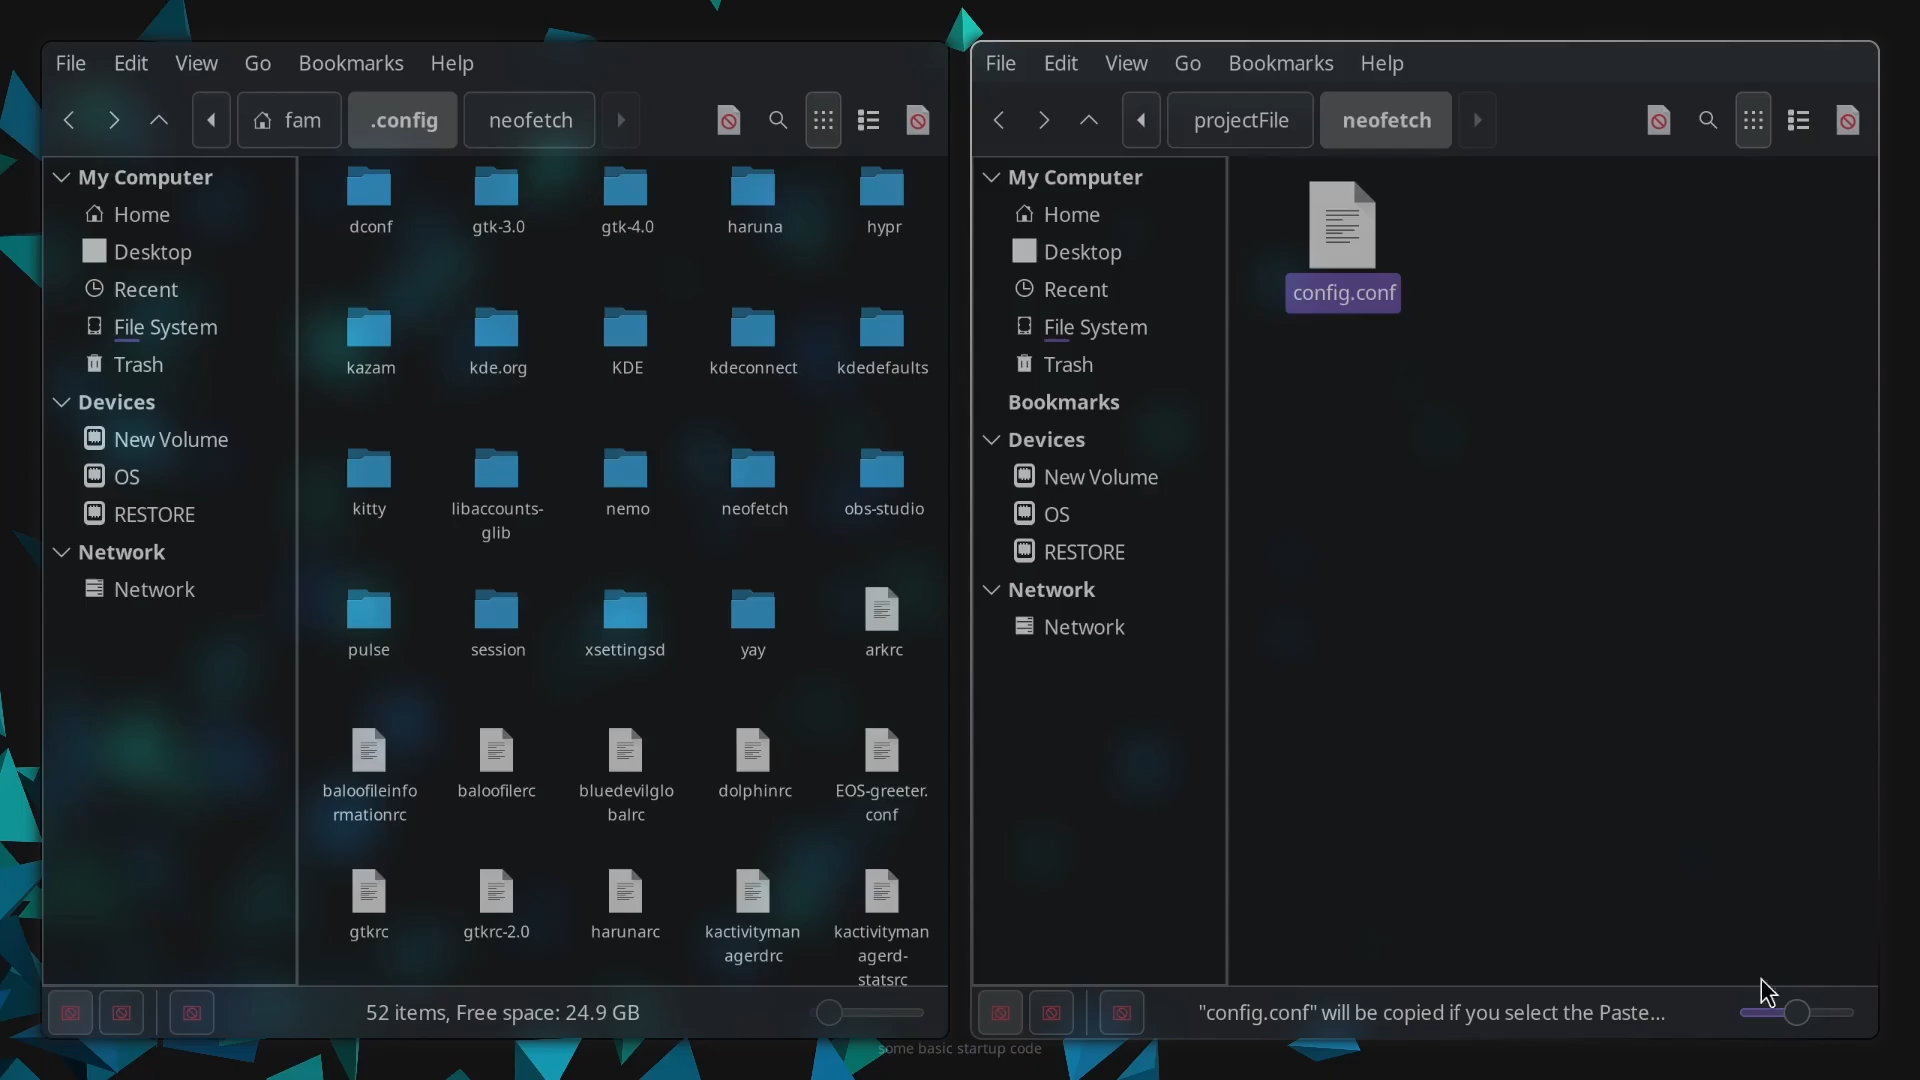 File Edit View Go Bookmarks Help
fam .config neofetch
My Computer
Home
Desktop
Recent
File System
Trash
Devices
New Volume
OS
RESTORE
Network
Network
dconf gtk-3.0 gtk-4.0 haruna hypr
kazam kde.org KDE kdeconnect kdedefaults
kitty libaccounts- nemo neofetch obs-studio
glib
pulse session xsettingsd yay arkrc
baloofileinfo baloofilerc bluedevilglo dolphinrc EOS-greeter.
rmationrc balrc conf
gtkrc gtkrc-2.0 harunarc kactivityman kactivityman
agerdrc agerd-
statsrc
52 items, Free space: 24.9 GB
File Edit View Go Bookmarks Help
projectFile neofetch
My Computer
Home
Desktop
Recent
File System
Trash
Bookmarks
Devices
New Volume
OS
RESTORE
Network
Network
config.conf
"config.conf" will be copied if you select the Paste...
some basic startup code